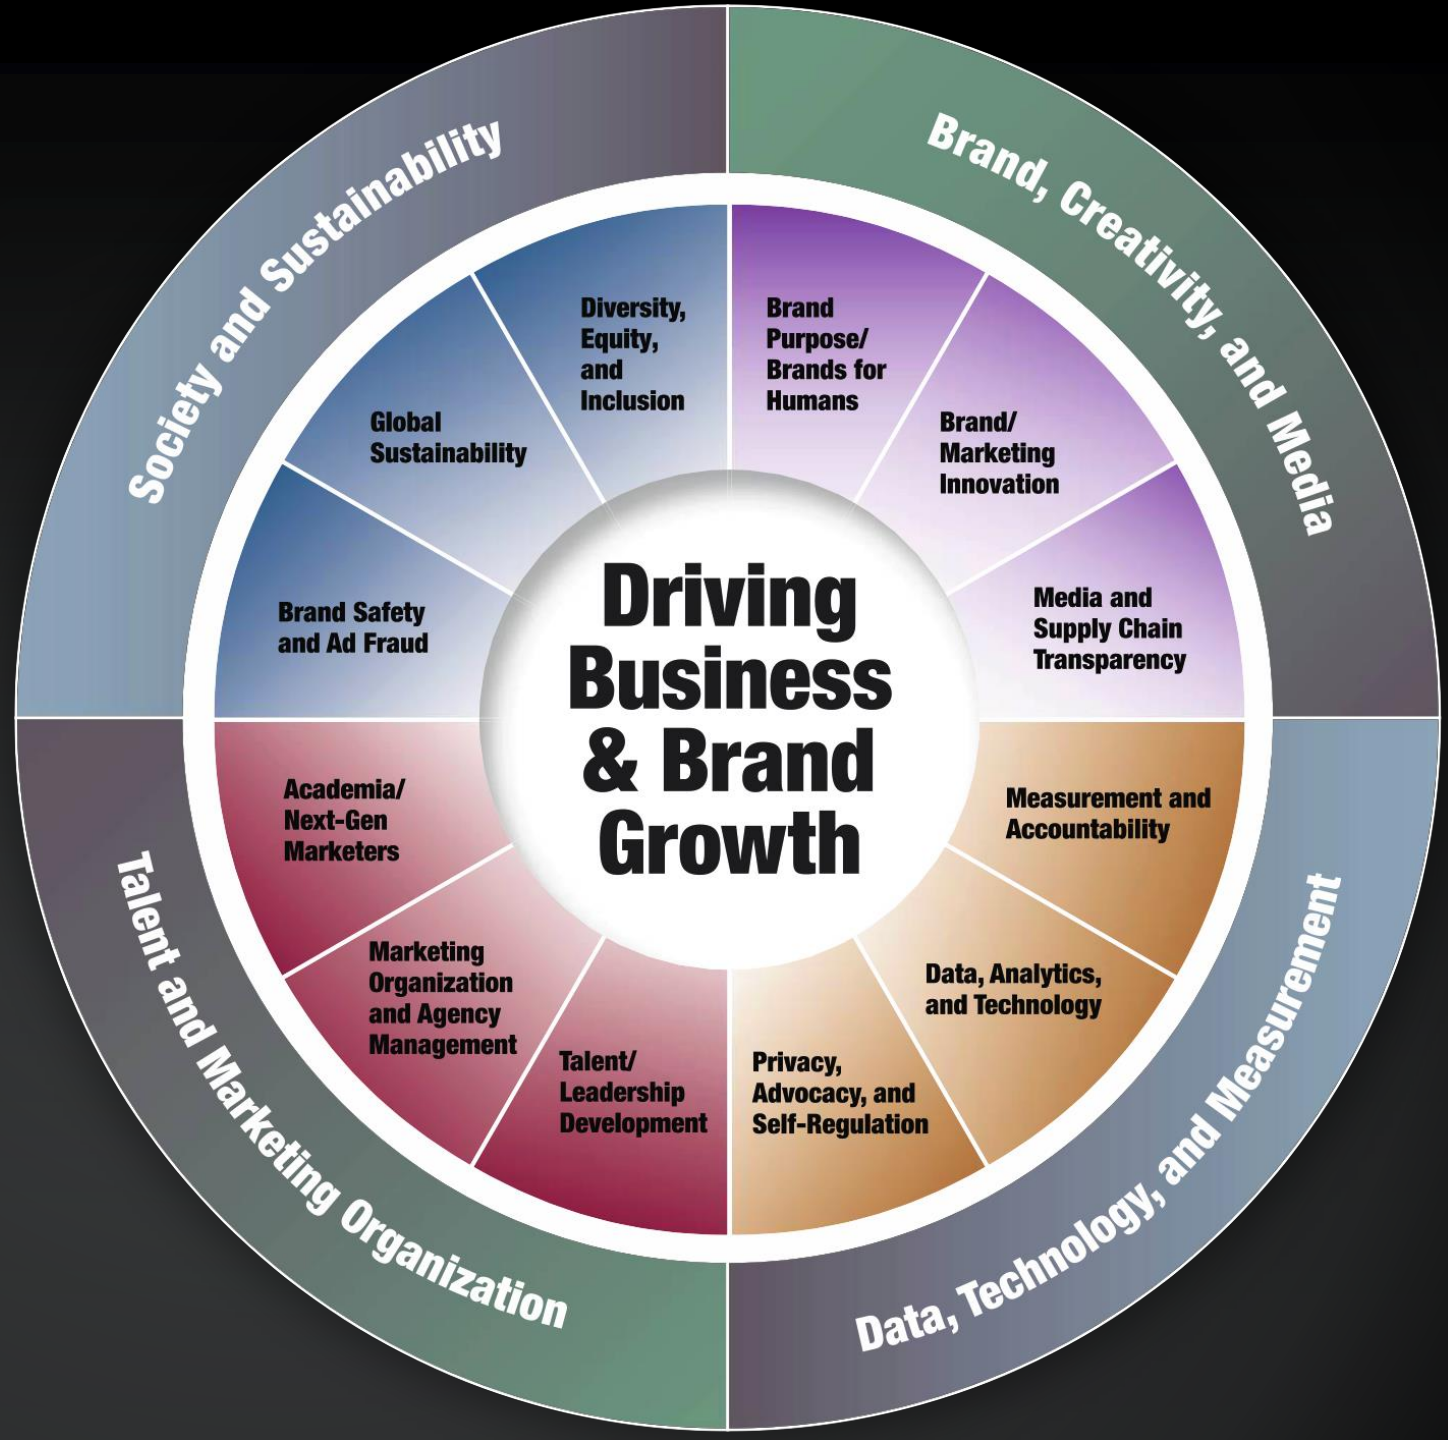 Society and Sustainability
Brand, Creativity, and Media
Diversity,
Equity,
and
Inclusion
Brand
Purpose/
Brands for
Humans
Global
Sustainability
Brand/
Marketing
Innovation
Brand Safety
and Ad Fraud
Media and
Supply Chain
Transparency
Driving
Business
& Brand
Growth
Academia/
Next-Gen
Marketers
Measurement and
Accountability
Marketing
Organization
and Agency
Management
Data, Analytics,
and Technology
Talent/
Leadership
Development
Privacy,
Advocacy, and
Self-Regulation
Talent and Marketing Organization
Data, Technology, and Measurement